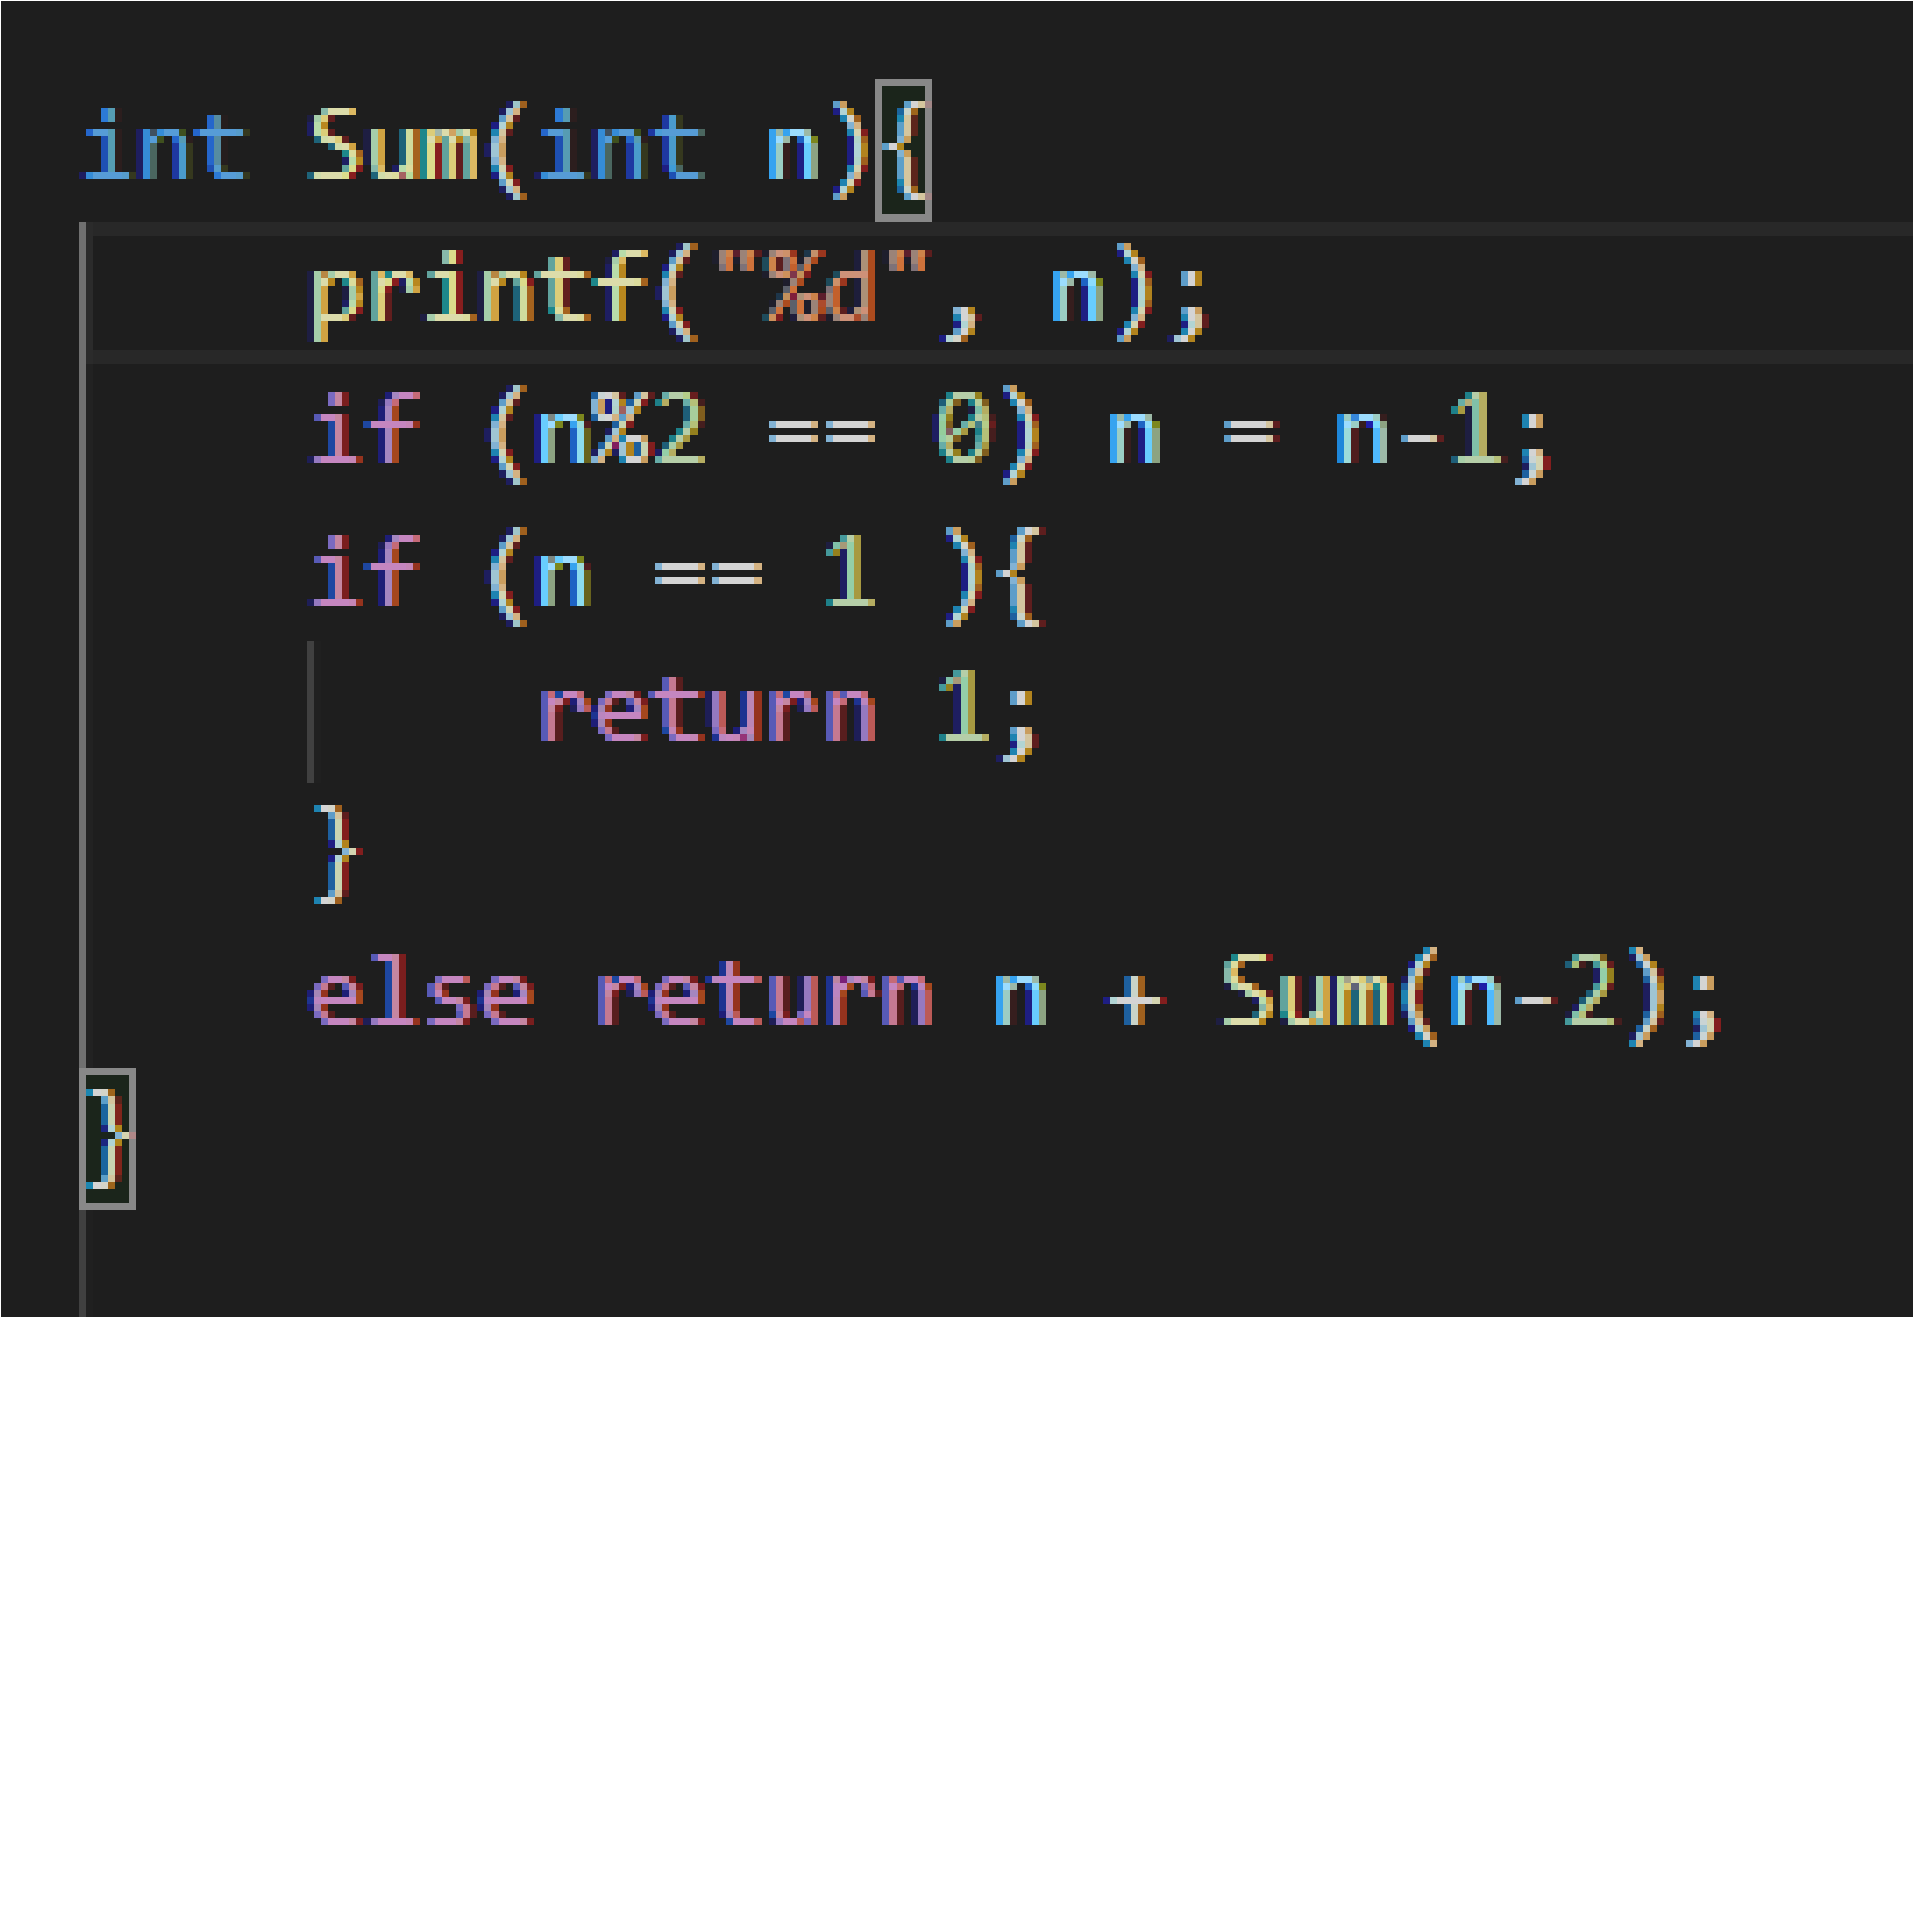 int Sum(int n){
printf("%d", n);
if (n%2 == 0) n = n-1;
if (n == 1 ){
return 1;
}
else return n + Sum(n-2);
}